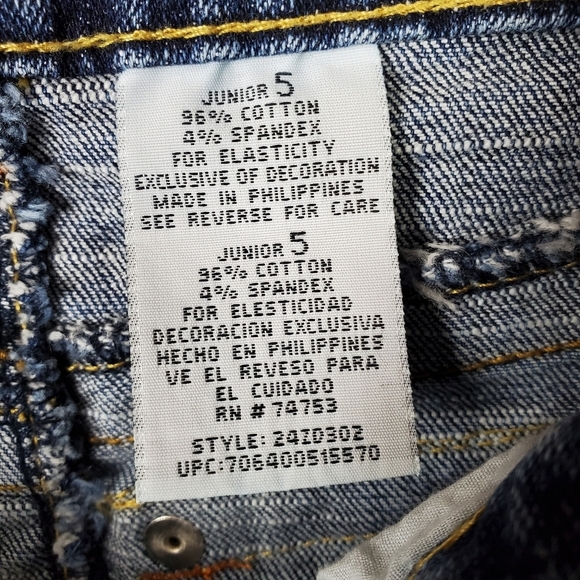 JUNIOR 5
96% COTTON
4% SPANDEX
FOR ELASTICITY
EXCLUSIVE OF DECORATION
MADE IN PHILIPPINES
SEE REVERSE FOR CARE
JUNIOR 5
96% COTTON
4% SPANDEX
FOR ELESTICIDAD
DECORACION EXCLUSIVA
HECHO EN PHILIPPINES
VE EL REVESO PARA
EL CUIDADO
RN # 74753
STYLE: 24Z0302
UPC:706400515570